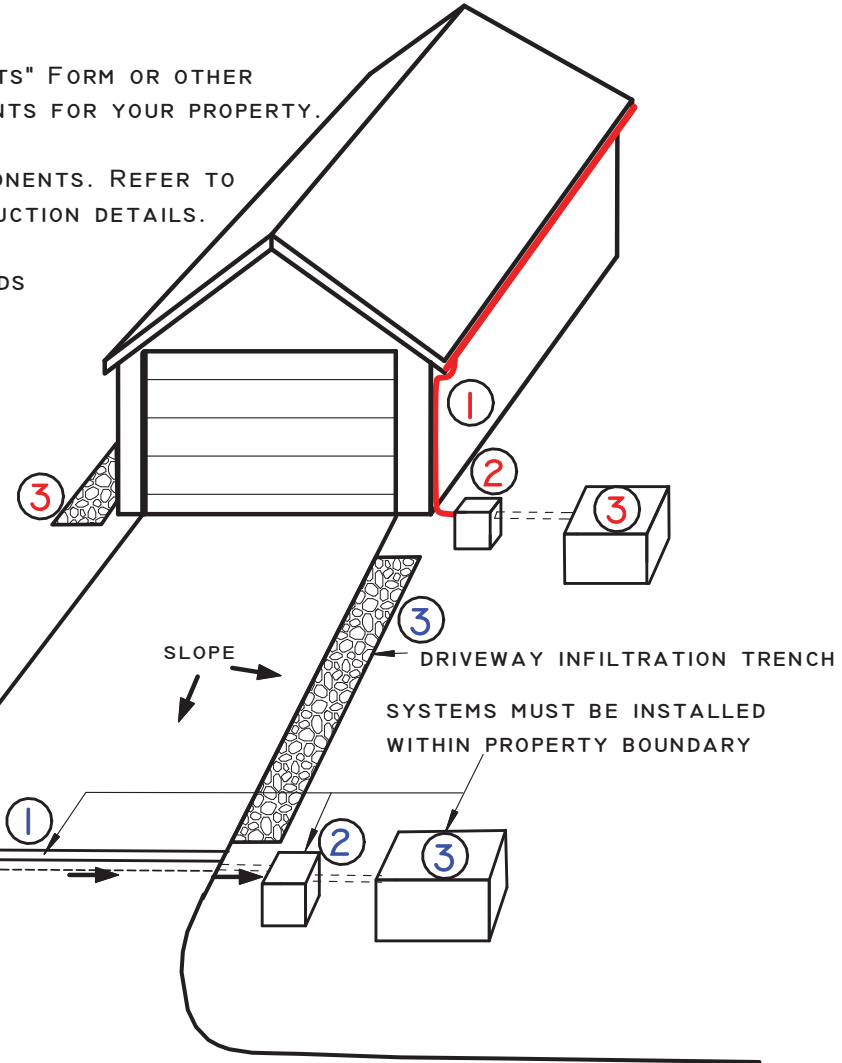 TS" FORM OR OTHER
NTS FOR YOUR PROPERTY.
ONENTS. REFER TO
UCTION DETAILS.
DS
1
2
3
3
3
SLOPE
DRIVEWAY INFILTRATION TRENCH
SYSTEMS MUST BE INSTALLED
WITHIN PROPERTY BOUNDARY
1
2
3